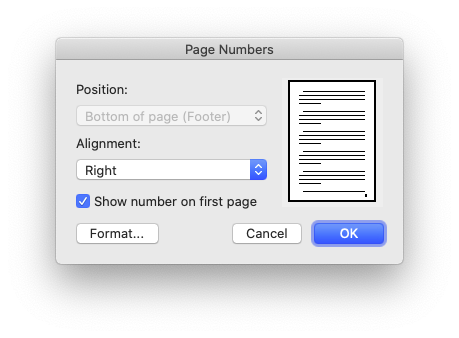 Page Numbers
Position:
Bottom of page (Footer)
Alignment:
Right
Show number on first page
Format...
Cancel
OK